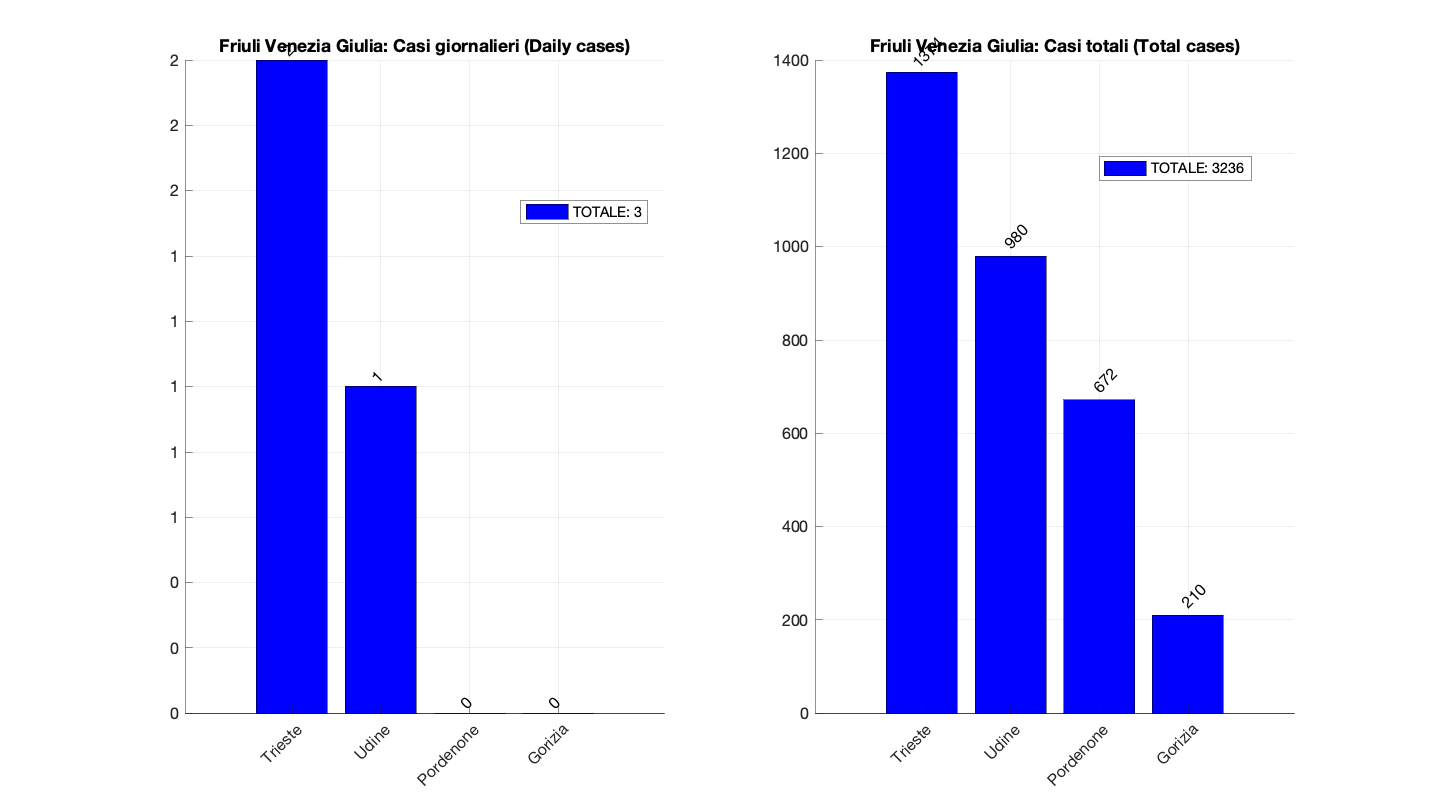 Friuli Venezia Giulia: Casi giornalieri (Daily cases)
2
2
2
2
1
1
1
1
1
0
0
0
TOTALE: 3
1
0
0
Trieste
Udine
Pordenone
Gorizia
Friuli Venezia Giulia: Casi totali (Total cases)
1374
1400
1200
1000
800
600
400
200
0
TOTALE: 3236
980
672
210
Trieste
Udine
Pordenone
Gorizia